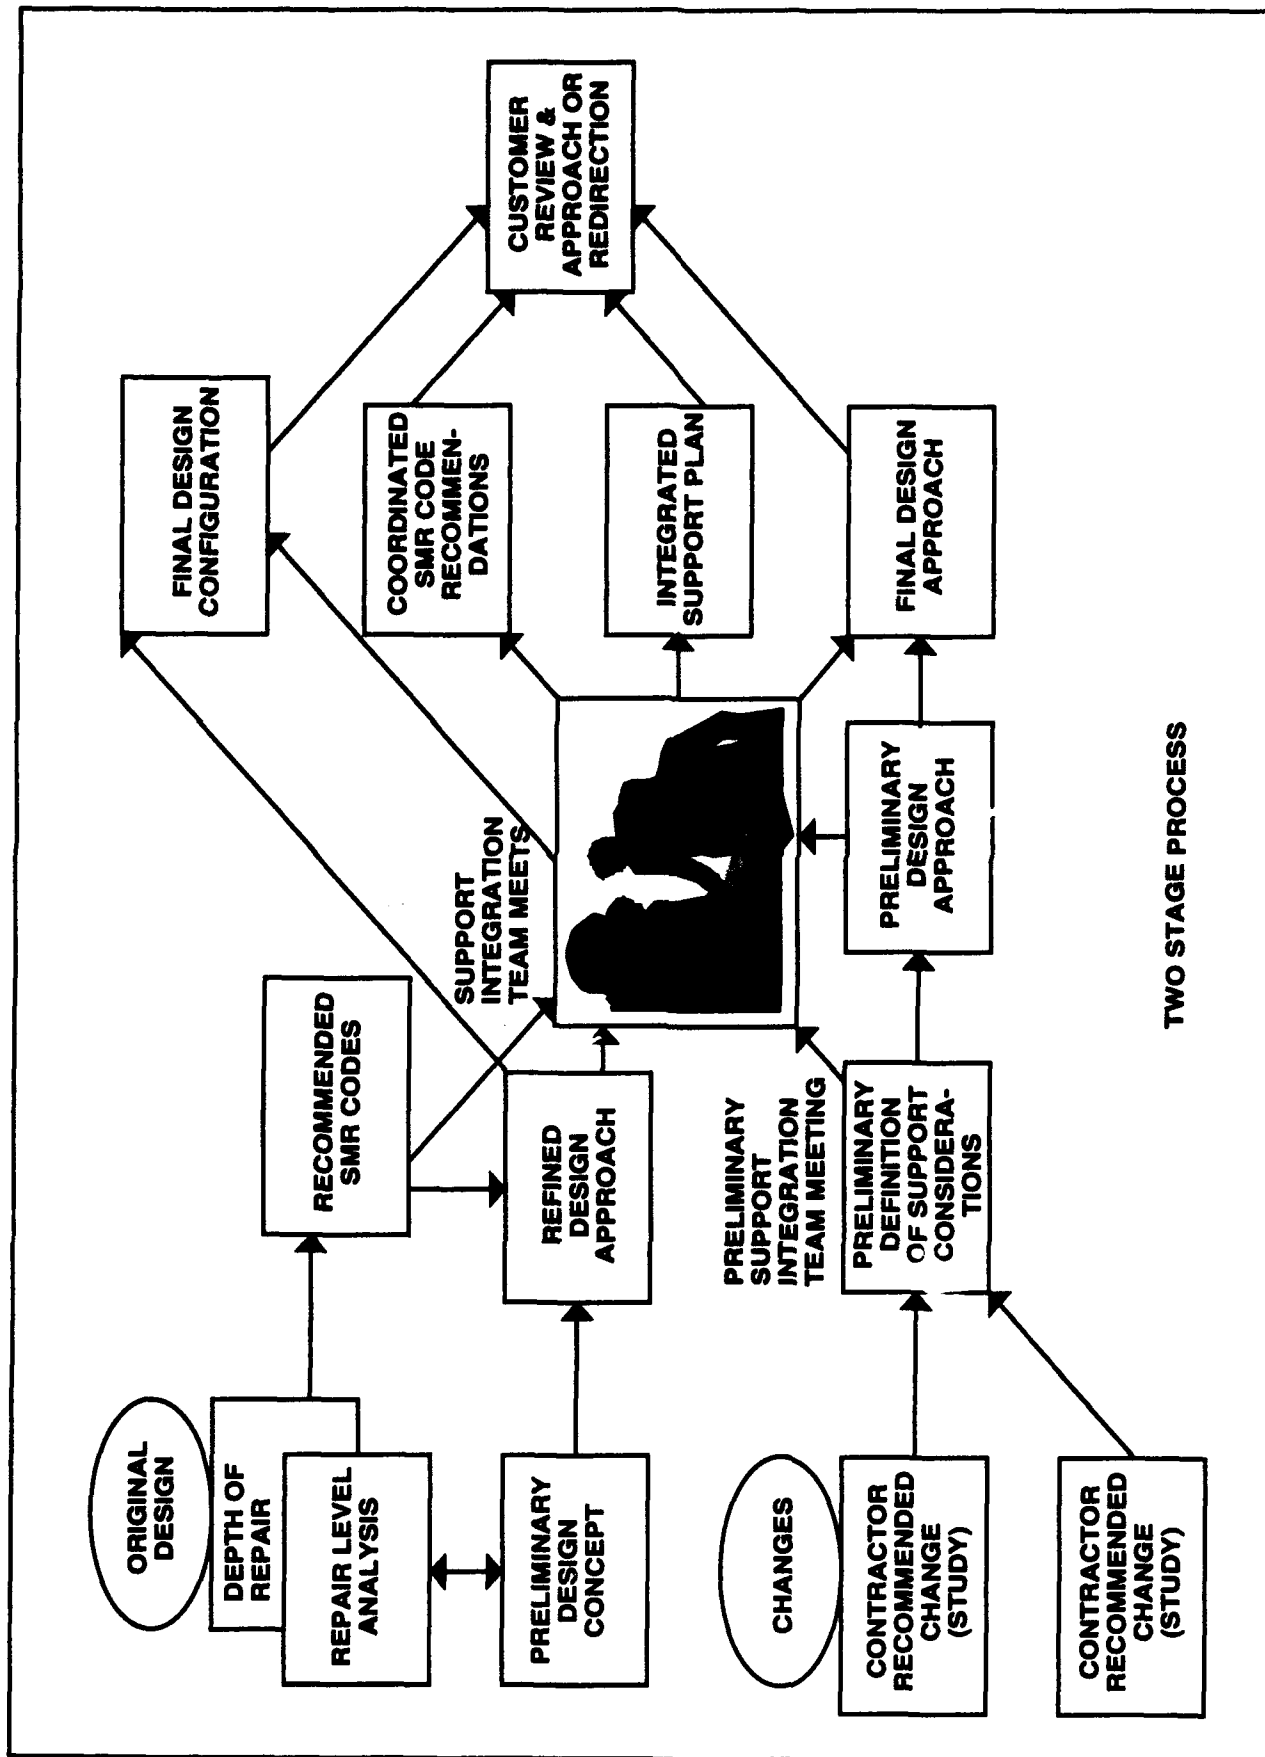 ORIGINAL
DESIGN
DEPTH OF
REPAIR
REPAIR LEVEL
ANALYSIS
PRELIMINARY
DESIGN
CONCEPT
RECOMMENDED
SMR CODES
REFINED
DESIGN
APPROACH
SUPPORT
INTEGRATION
TEAM MEETS
FINAL DESIGN
CONFIGURATION
COORDINATED
SMR CODE
RECOMMEN-
DATIONS
INTEGRATED
SUPPORT PLAN
FINAL DESIGN
APPROACH
CUSTOMER
REVIEW &
APPROACH OR
REDIRECTION
CHANGES
CONTRACTOR
RECOMMENDED
CHANGE
(STUDY)
CONTRACTOR
RECOMMENDED
CHANGE
(STUDY)
PRELIMINARY
SUPPORT
INTEGRATION
TEAM MEETING
PRELIMINARY
DEFINITION
OF SUPPORT
CONSIDERA-
TIONS
PRELIMINARY
DESIGN
APPROACH
TWO STAGE PROCESS